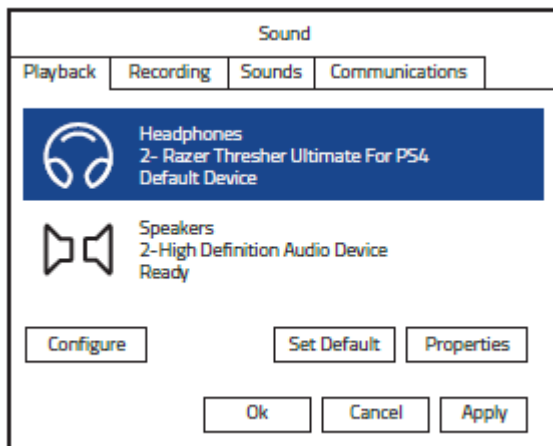 Sound
Playback Recording Sounds Communications
Headphones
2- Razer Thresher Ultimate For PS4
Default Device
Speakers
2-High Definition Audio Device
Ready
Configure Set Default Properties
Ok Cancel Apply